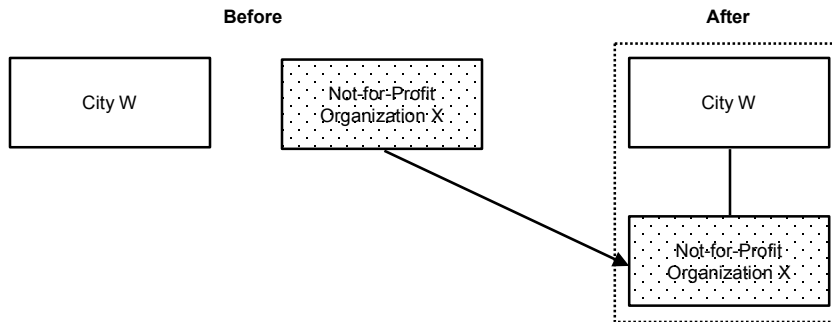 Before
After
City W
Not-for-Profit
Organization X
City W
Not-for-Profit
Organization X